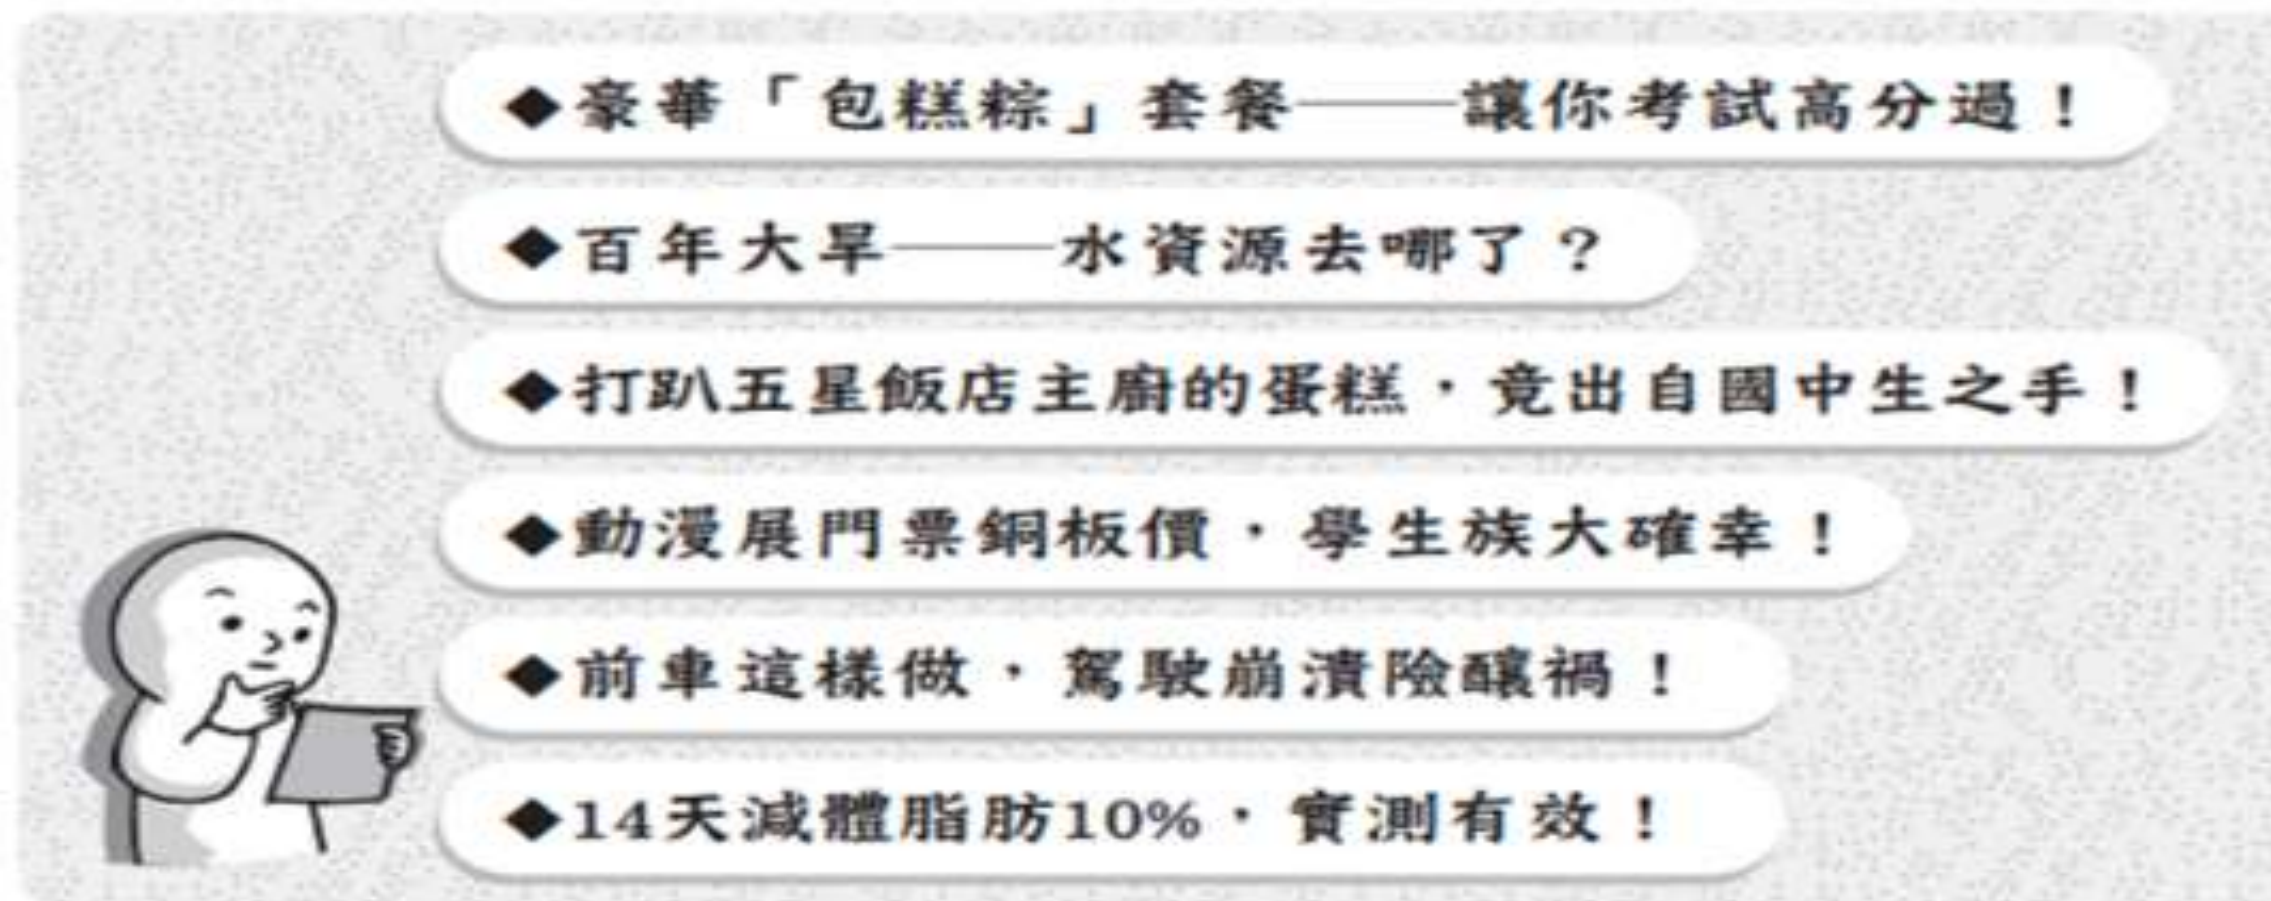 ◆豪華「包糕粽」套餐——讓你考試高分過！
◆百年大旱——水資源去哪了？
◆打趴五星飯店主廚的蛋糕，竟出自國中生之手！
◆動漫展門票銅板價，學生族大確幸！
◆前車這樣做，駕駛崩潰險釀禍！
◆14天減體脂肪10%，實測有效！